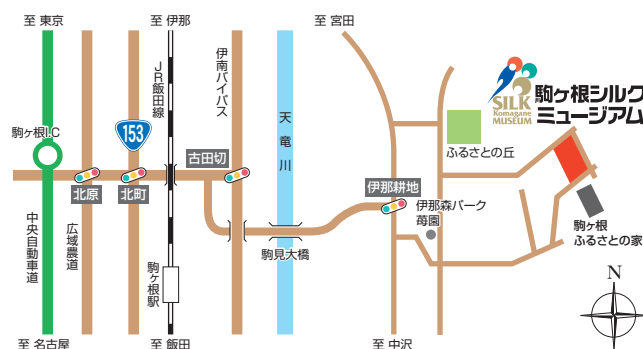 至 東京
至 伊那
至 宮田
JR飯田線
伊南バイパス
天竜川
SILK
Komagane
MUSEUM
駒ヶ根シルク
ミュージアム
153
駒ヶ根I.C
古田切
ふるさとの丘
北原
北町
伊那耕地
伊那森パーク
苺園
中央自動車道
広域農道
駒ヶ根駅
駒見大橋
駒ヶ根
ふるさとの家
N
至 名古屋
至 飯田
至 中沢